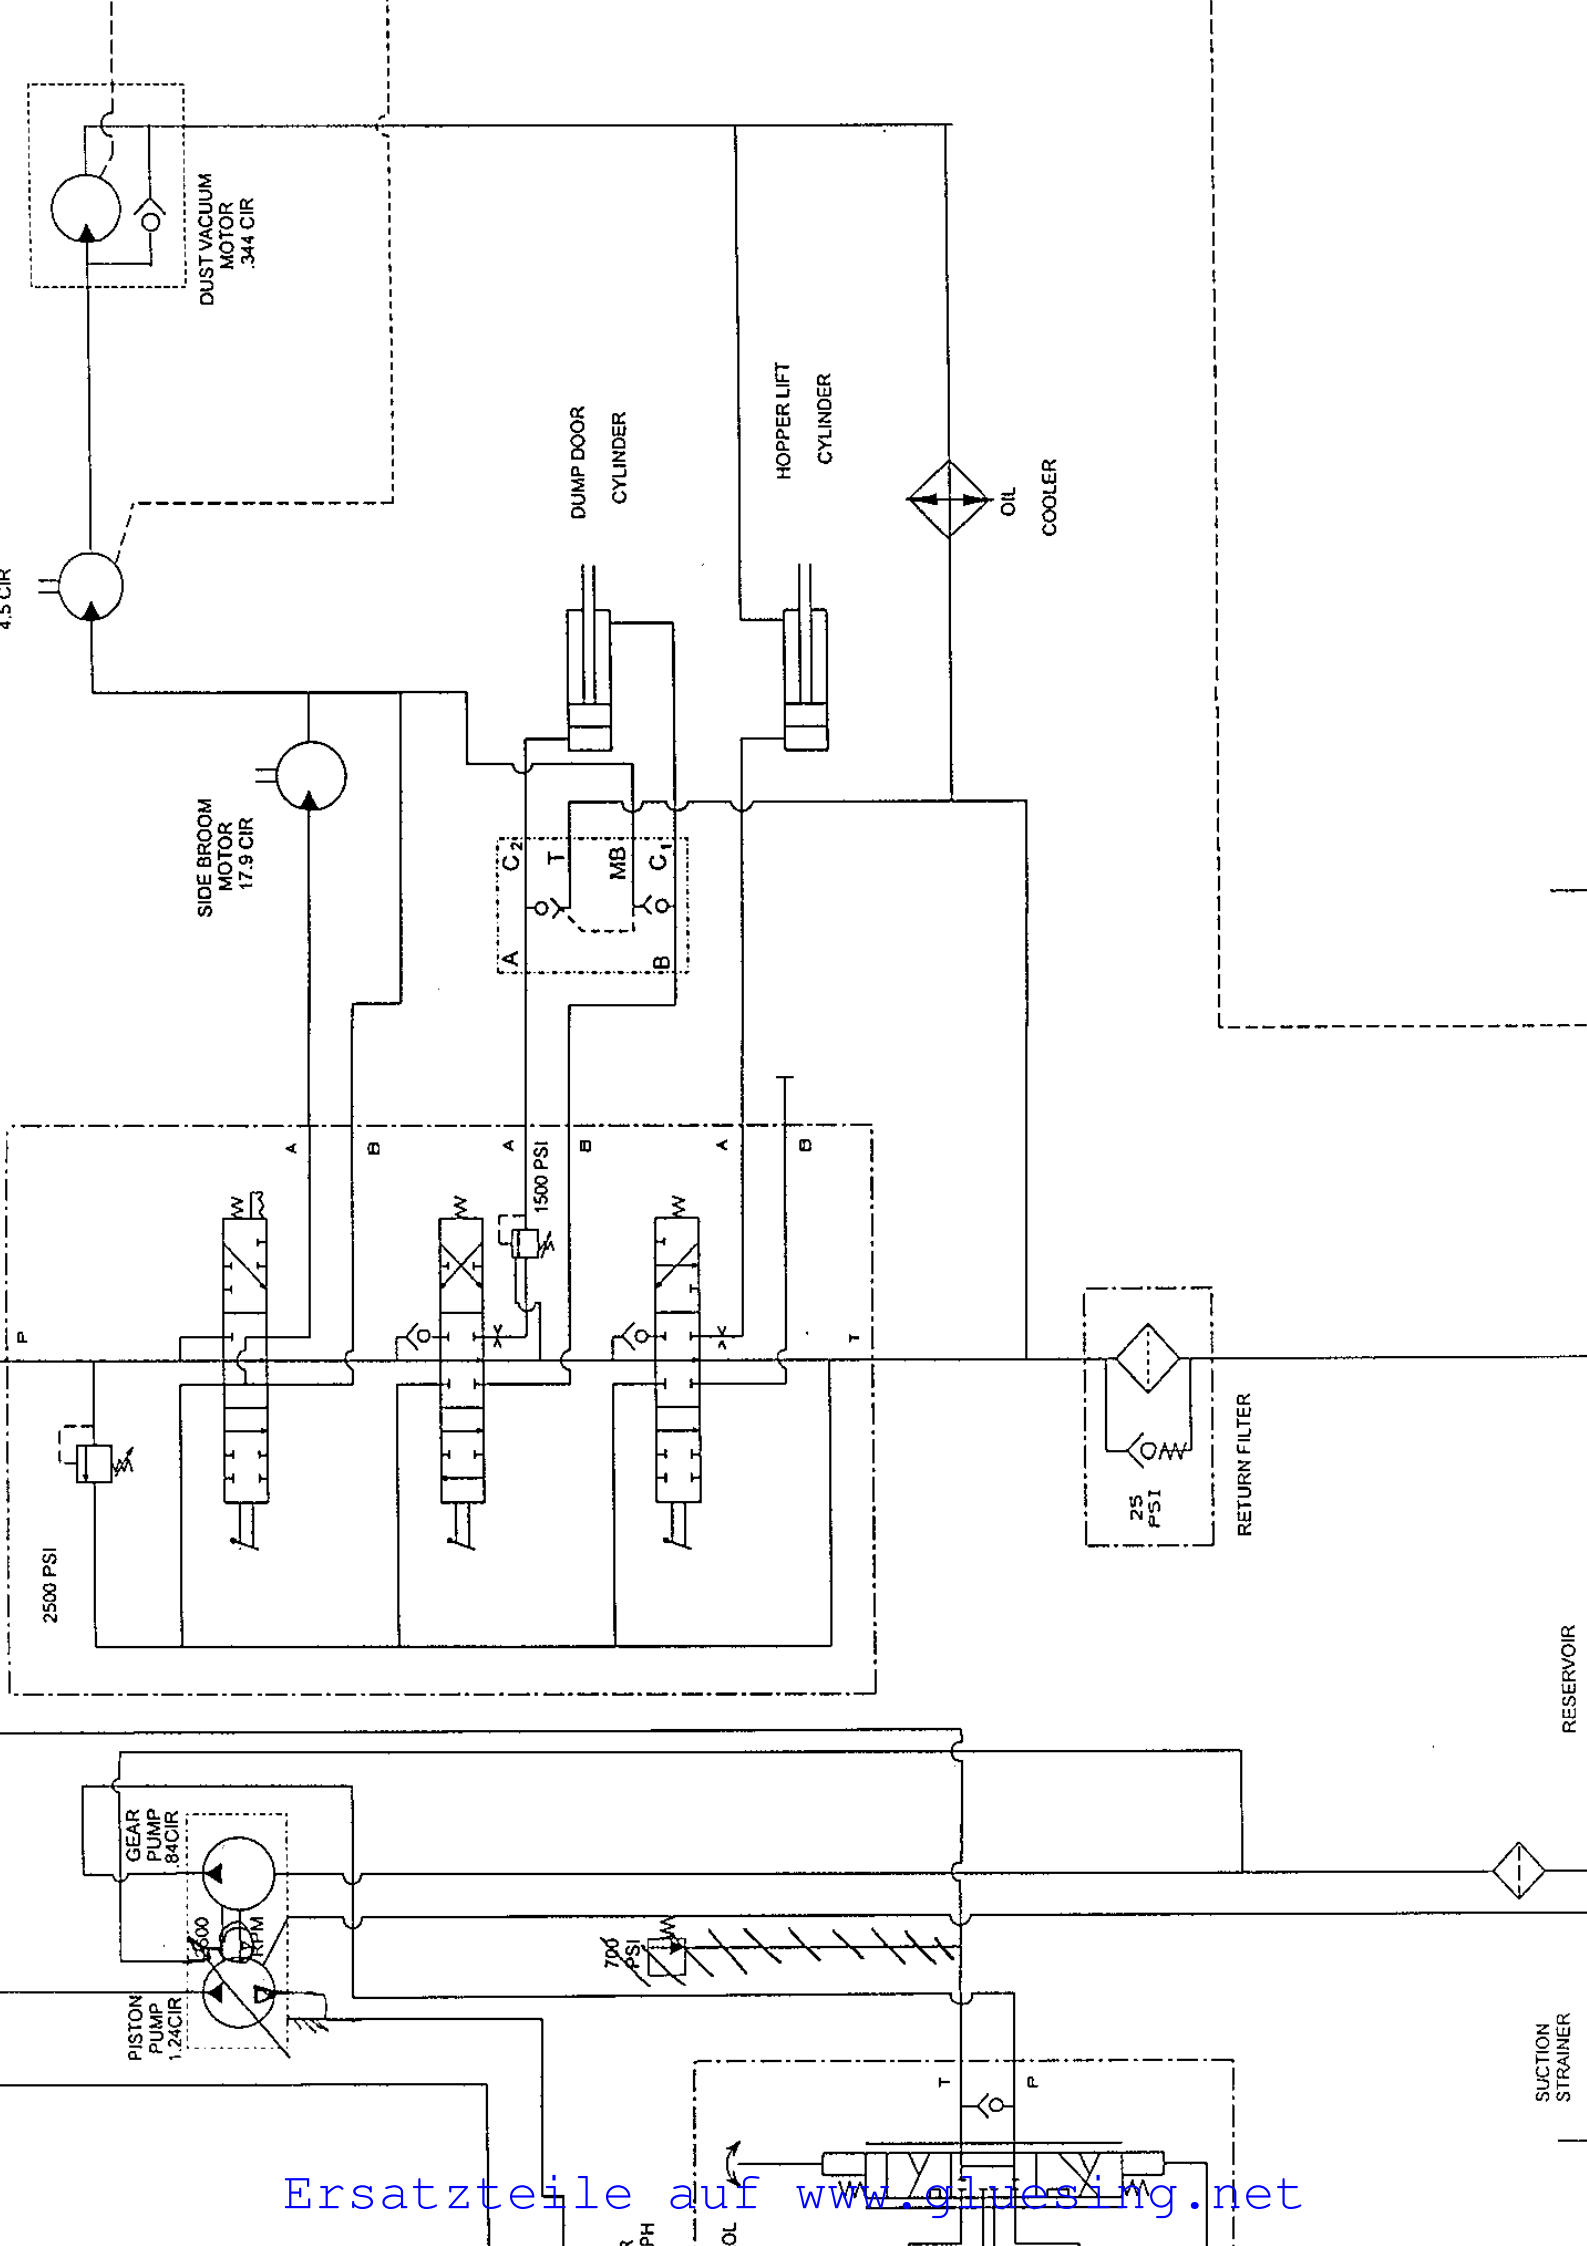 DUST VACUUM
MOTOR
.344 CIR
4.5 CIR
DUMP DOOR
CYLINDER
HOPPER LIFT
CYLINDER
OIL
COOLER
SIDE BROOM
MOTOR
17.9 CIR
C2
T
MB
C1
A
B
A
B
A
1500 PSI
B
A
B
P
T
2500 PSI
25
PSI
RETURN FILTER
RESERVOIR
GEAR
PUMP
.84CIR
RPM
PISTON
PUMP
1.24CIR
700
PSI
SUCTION
STRAINER
T
P
OL
R
PH
Ersatzteile auf www.gluesing.net